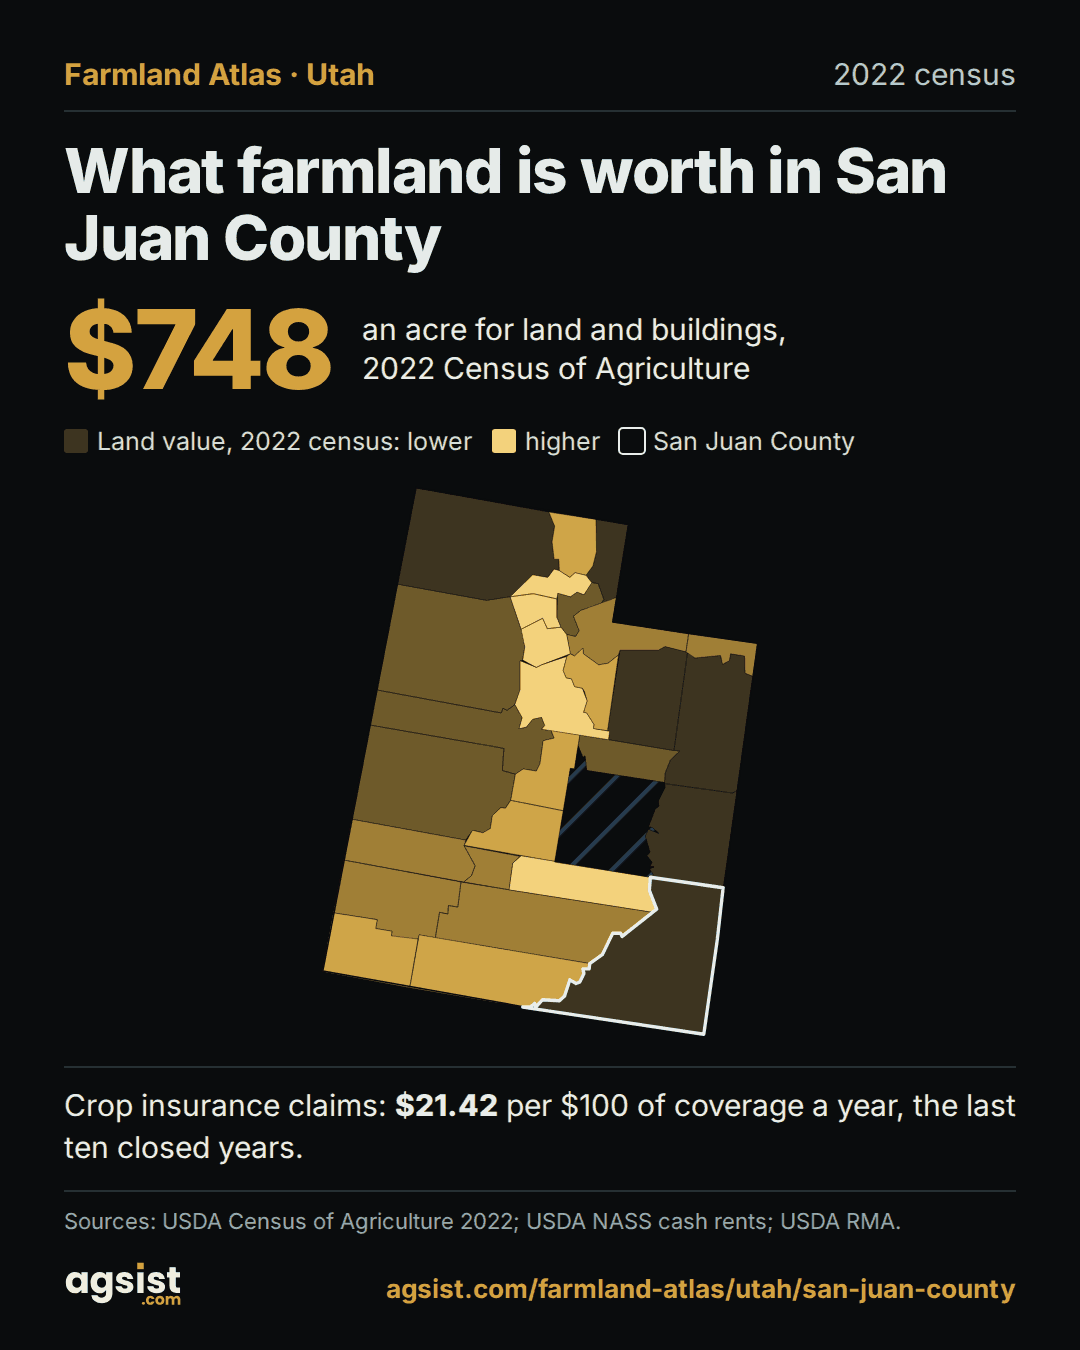 Farmland Atlas · Utah
2022 census
What farmland is worth in San
Juan County
$748
an acre for land and buildings,
2022 Census of Agriculture
Land value, 2022 census: lower
higher
San Juan County
Crop insurance claims: $21.42 per $100 of coverage a year, the last
ten closed years.
Sources: USDA Census of Agriculture 2022; USDA NASS cash rents; USDA RMA.
agsist
.com
agsist.com/farmland-atlas/utah/san-juan-county